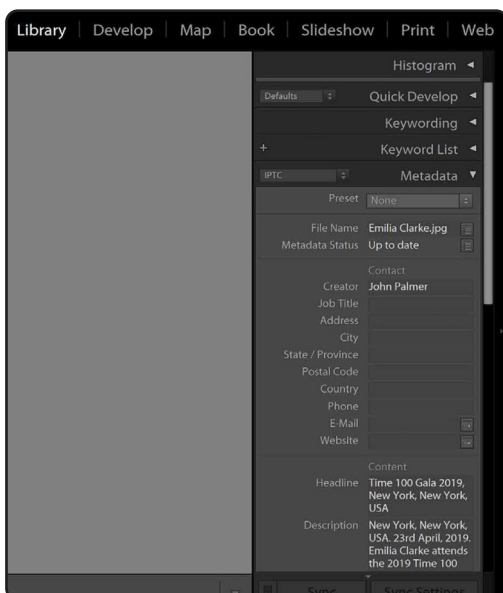 Library | Develop | Map | Book | Slideshow | Print | Web
Histogram
Defaults Quick Develop
Keywording
+ Keyword List
IPTC Metadata
Preset None
File Name Emilia Clarke.jpg
Metadata Status Up to date
Contact
Creator John Palmer
Job Title
Address
City
State / Province
Postal Code
Country
Phone
E-Mail
Website
Content
Headline Time 100 Gala 2019,
New York, New York,
USA
Description New York, New York,
USA. 23rd April, 2019.
Emilia Clarke attends
the 2019 Time 100
Sync Sync Settings